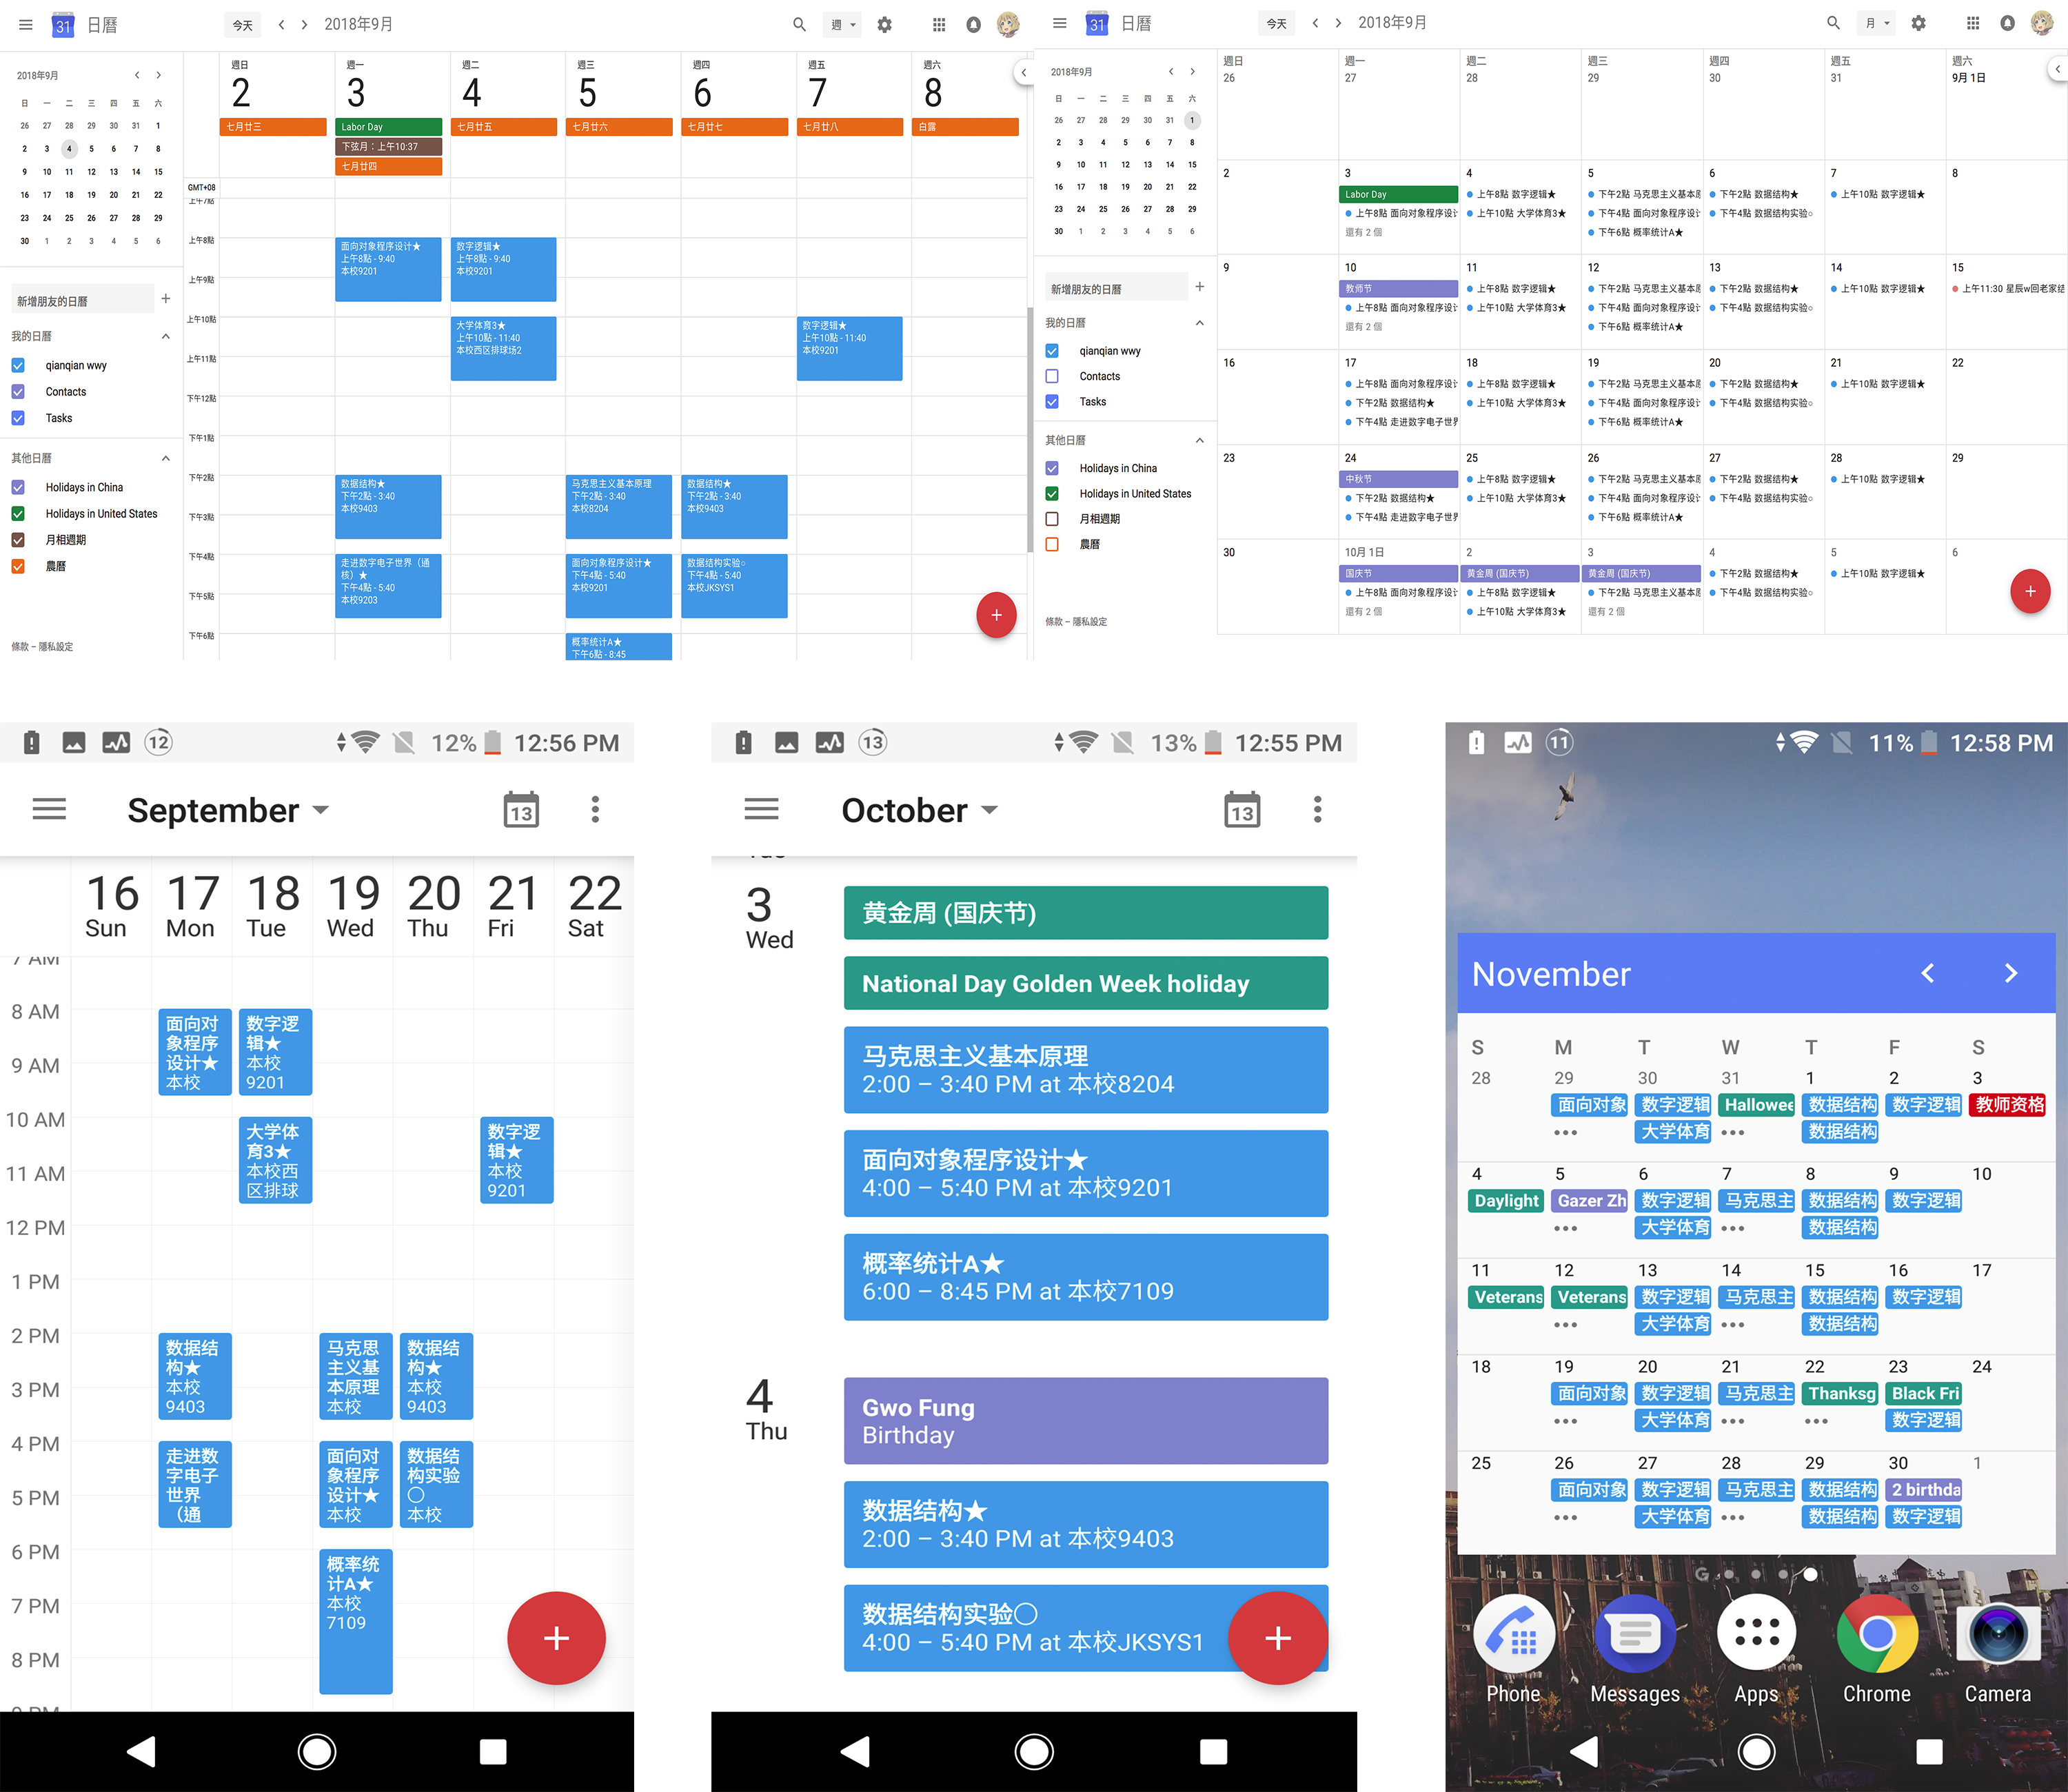 日曆
今天
2018年9月
週
2018年9月
日 一 二 三 四 五 六
26 27 28 29 30 31 1
2 3 4 5 6 7 8
9 10 11 12 13 14 15
16 17 18 19 20 21 22
23 24 25 26 27 28 29
30 1 2 3 4 5 6
新增朋友的日曆
我的日曆
qianqian wwy
Contacts
Tasks
其他日曆
Holidays in China
Holidays in United States
月相週期
農曆
條款 – 隱私設定
週日 週一 週二 週三 週四 週五 週六
2 3 4 5 6 7 8
七月廿三 Labor Day 七月廿五 七月廿六 七月廿七 七月廿八 白露
下弦月：上午10:37
七月廿四
GMT+08
上午7點
上午8點
上午9點
上午10點
上午11點
下午12點
下午1點
下午2點
下午3點
下午4點
下午5點
下午6點
面向对象程序设计★
上午8點 - 9:40
本校9201
数字逻辑★
上午8點 - 9:40
本校9201
大学体育3★
上午10點 - 11:40
本校西区排球场2
数字逻辑★
上午10點 - 11:40
本校9201
数据结构★
下午2點 - 3:40
本校9403
马克思主义基本原理
下午2點 - 3:40
本校8204
数据结构★
下午2點 - 3:40
本校9403
走进数字电子世界（通
核）★
下午4點 - 5:40
本校9203
面向对象程序设计★
下午4點 - 5:40
本校9201
数据结构实验○
下午4點 - 5:40
本校JKSYS1
概率统计A★
下午6點 - 8:45
日曆
今天
2018年9月
月
2018年9月
日 一 二 三 四 五 六
26 27 28 29 30 31 1
2 3 4 5 6 7 8
9 10 11 12 13 14 15
16 17 18 19 20 21 22
23 24 25 26 27 28 29
30 1 2 3 4 5 6
新增朋友的日曆
我的日曆
qianqian wwy
Contacts
Tasks
其他日曆
Holidays in China
Holidays in United States
月相週期
農曆
條款 – 隱私設定
週日 週一 週二 週三 週四 週五 週六
26 27 28 29 30 31 9月 1日
2 3 4 5 6 7 8
Labor Day 上午8點 数字逻辑★ 下午2點 马克思主义基本原 下午2點 数据结构★ 上午10點 数字逻辑★
上午8點 面向对象程序设计 上午10點 大学体育3★ 下午4點 面向对象程序设计 下午4點 数据结构实验○
還有 2 個 下午6點 概率统计A★
9 10 11 12 13 14 15
教师节 上午8點 数字逻辑★ 下午2點 马克思主义基本原 下午2點 数据结构★ 上午10點 数字逻辑★ 上午11:30 星辰w回老家结
上午8點 面向对象程序设计 上午10點 大学体育3★ 下午4點 面向对象程序设计 下午4點 数据结构实验○
還有 2 個 下午6點 概率统计A★
16 17 18 19 20 21 22
上午8點 面向对象程序设计 上午8點 数字逻辑★ 下午2點 马克思主义基本原 下午2點 数据结构★ 上午10點 数字逻辑★
下午2點 数据结构★ 上午10點 大学体育3★ 下午4點 面向对象程序设计 下午4點 数据结构实验○
下午4點 走进数字电子世界 下午6點 概率统计A★
23 24 25 26 27 28 29
中秋节 上午8點 数字逻辑★ 下午2點 马克思主义基本原 下午2點 数据结构★ 上午10點 数字逻辑★
下午2點 数据结构★ 上午10點 大学体育3★ 下午4點 面向对象程序设计 下午4點 数据结构实验○
下午4點 走进数字电子世界 下午6點 概率统计A★
30 10月 1日 2 3 4 5 6
国庆节 黄金周 (国庆节) 黄金周 (国庆节) 下午2點 数据结构★ 上午10點 数字逻辑★
上午8點 面向对象程序设计 上午8點 数字逻辑★ 下午2點 马克思主义基本原 下午4點 数据结构实验○
還有 2 個 上午10點 大学体育3★ 還有 2 個
12 12% 12:56 PM
September
13
16 17 18 19 20 21 22
Sun Mon Tue Wed Thu Fri Sat
7 AM
8 AM
9 AM
10 AM
11 AM
12 PM
1 PM
2 PM
3 PM
4 PM
5 PM
6 PM
7 PM
8 PM
9 PM
面向对
象程序
设计★
本校
数字逻
辑★
本校
9201
大学体
育3★
本校西
区排球
数字逻
辑★
本校
9201
数据结
构★
本校
9403
马克思
主义基
本原理
本校
数据结
构★
本校
9403
走进数
字电子
世界
（通
面向对
象程序
设计★
本校
数据结
构实验
○
本校
概率统
计A★
本校
7109
13 13% 12:55 PM
October
13
Tue
3
Wed
黄金周 (国庆节)
National Day Golden Week holiday
马克思主义基本原理
2:00 – 3:40 PM at 本校8204
面向对象程序设计★
4:00 – 5:40 PM at 本校9201
概率统计A★
6:00 – 8:45 PM at 本校7109
4
Thu
Gwo Fung
Birthday
数据结构★
2:00 – 3:40 PM at 本校9403
数据结构实验○
4:00 – 5:40 PM at 本校JKSYS1
11 11% 12:58 PM
November
S M T W T F S
28 29 30 31 1 2 3
面向对象 数字逻辑 Hallowee 数据结构 数字逻辑 教师资格
••• 大学体育 ••• 数据结构
4 5 6 7 8 9 10
Daylight Gazer Zh 数字逻辑 马克思主 数据结构 数字逻辑
••• 大学体育 ••• 数据结构
11 12 13 14 15 16 17
Veterans Veterans 数字逻辑 马克思主 数据结构 数字逻辑
••• 大学体育 ••• 数据结构
18 19 20 21 22 23 24
面向对象 数字逻辑 马克思主 Thanksg Black Fri
••• 大学体育 ••• ••• 数字逻辑
25 26 27 28 29 30 1
面向对象 数字逻辑 马克思主 数据结构 2 birthda
••• 大学体育 ••• 数据结构 数字逻辑
G
Phone Messages Apps Chrome Camera